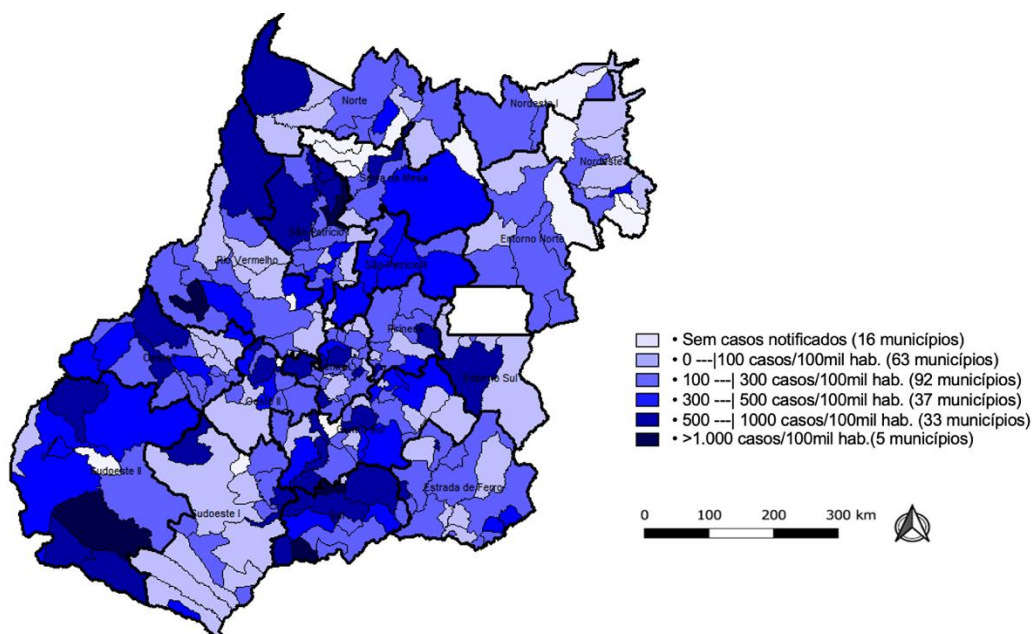 Norte
Nordeste I
Nordeste
Serra da Mesa
São Patrício I
Entorno Norte
Rio Vermelho
São Patrício
Pirineus
Oeste II
Entorno Sul
Estrada de Ferro
Sudoeste II
Sudoeste I
• Sem casos notificados (16 municípios)
• 0 ---|100 casos/100mil hab. (63 municípios)
• 100 ---| 300 casos/100mil hab. (92 municípios)
• 300 ---| 500 casos/100mil hab. (37 municípios)
• 500 ---| 1000 casos/100mil hab. (33 municípios)
• >1.000 casos/100mil hab.(5 municípios)
0 100 200 300 km